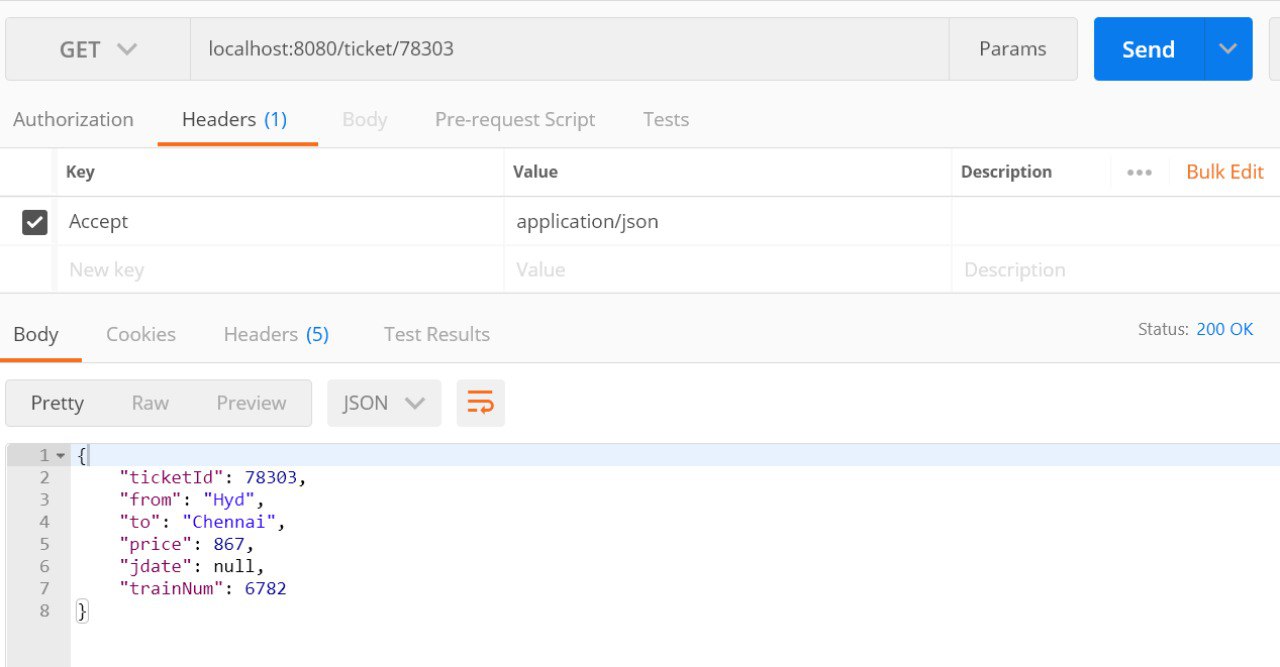 GET localhost:8080/ticket/78303 Params Send
Authorization Headers (1) Body Pre-request Script Tests
Key Value Description ••• Bulk Edit
Accept application/json
New key Value Description
Body Cookies Headers (5) Test Results Status: 200 OK
Pretty Raw Preview JSON
1 {
2 "ticketId": 78303,
3 "from": "Hyd",
4 "to": "Chennai",
5 "price": 867,
6 "jdate": null,
7 "trainNum": 6782
8 }